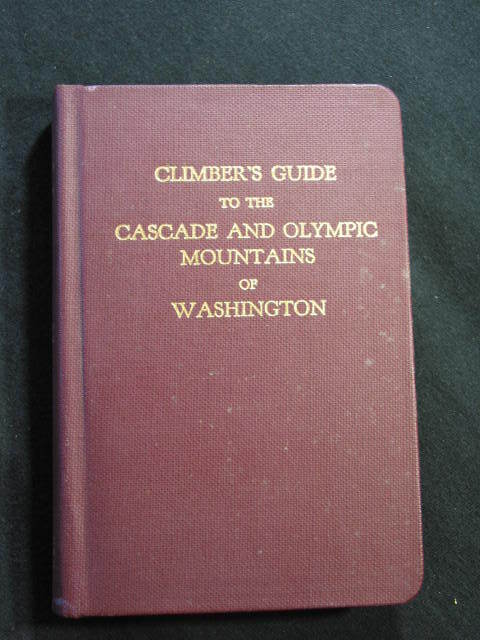 CLIMBER'S GUIDE
TO THE
CASCADE AND OLYMPIC
MOUNTAINS
OF
WASHINGTON